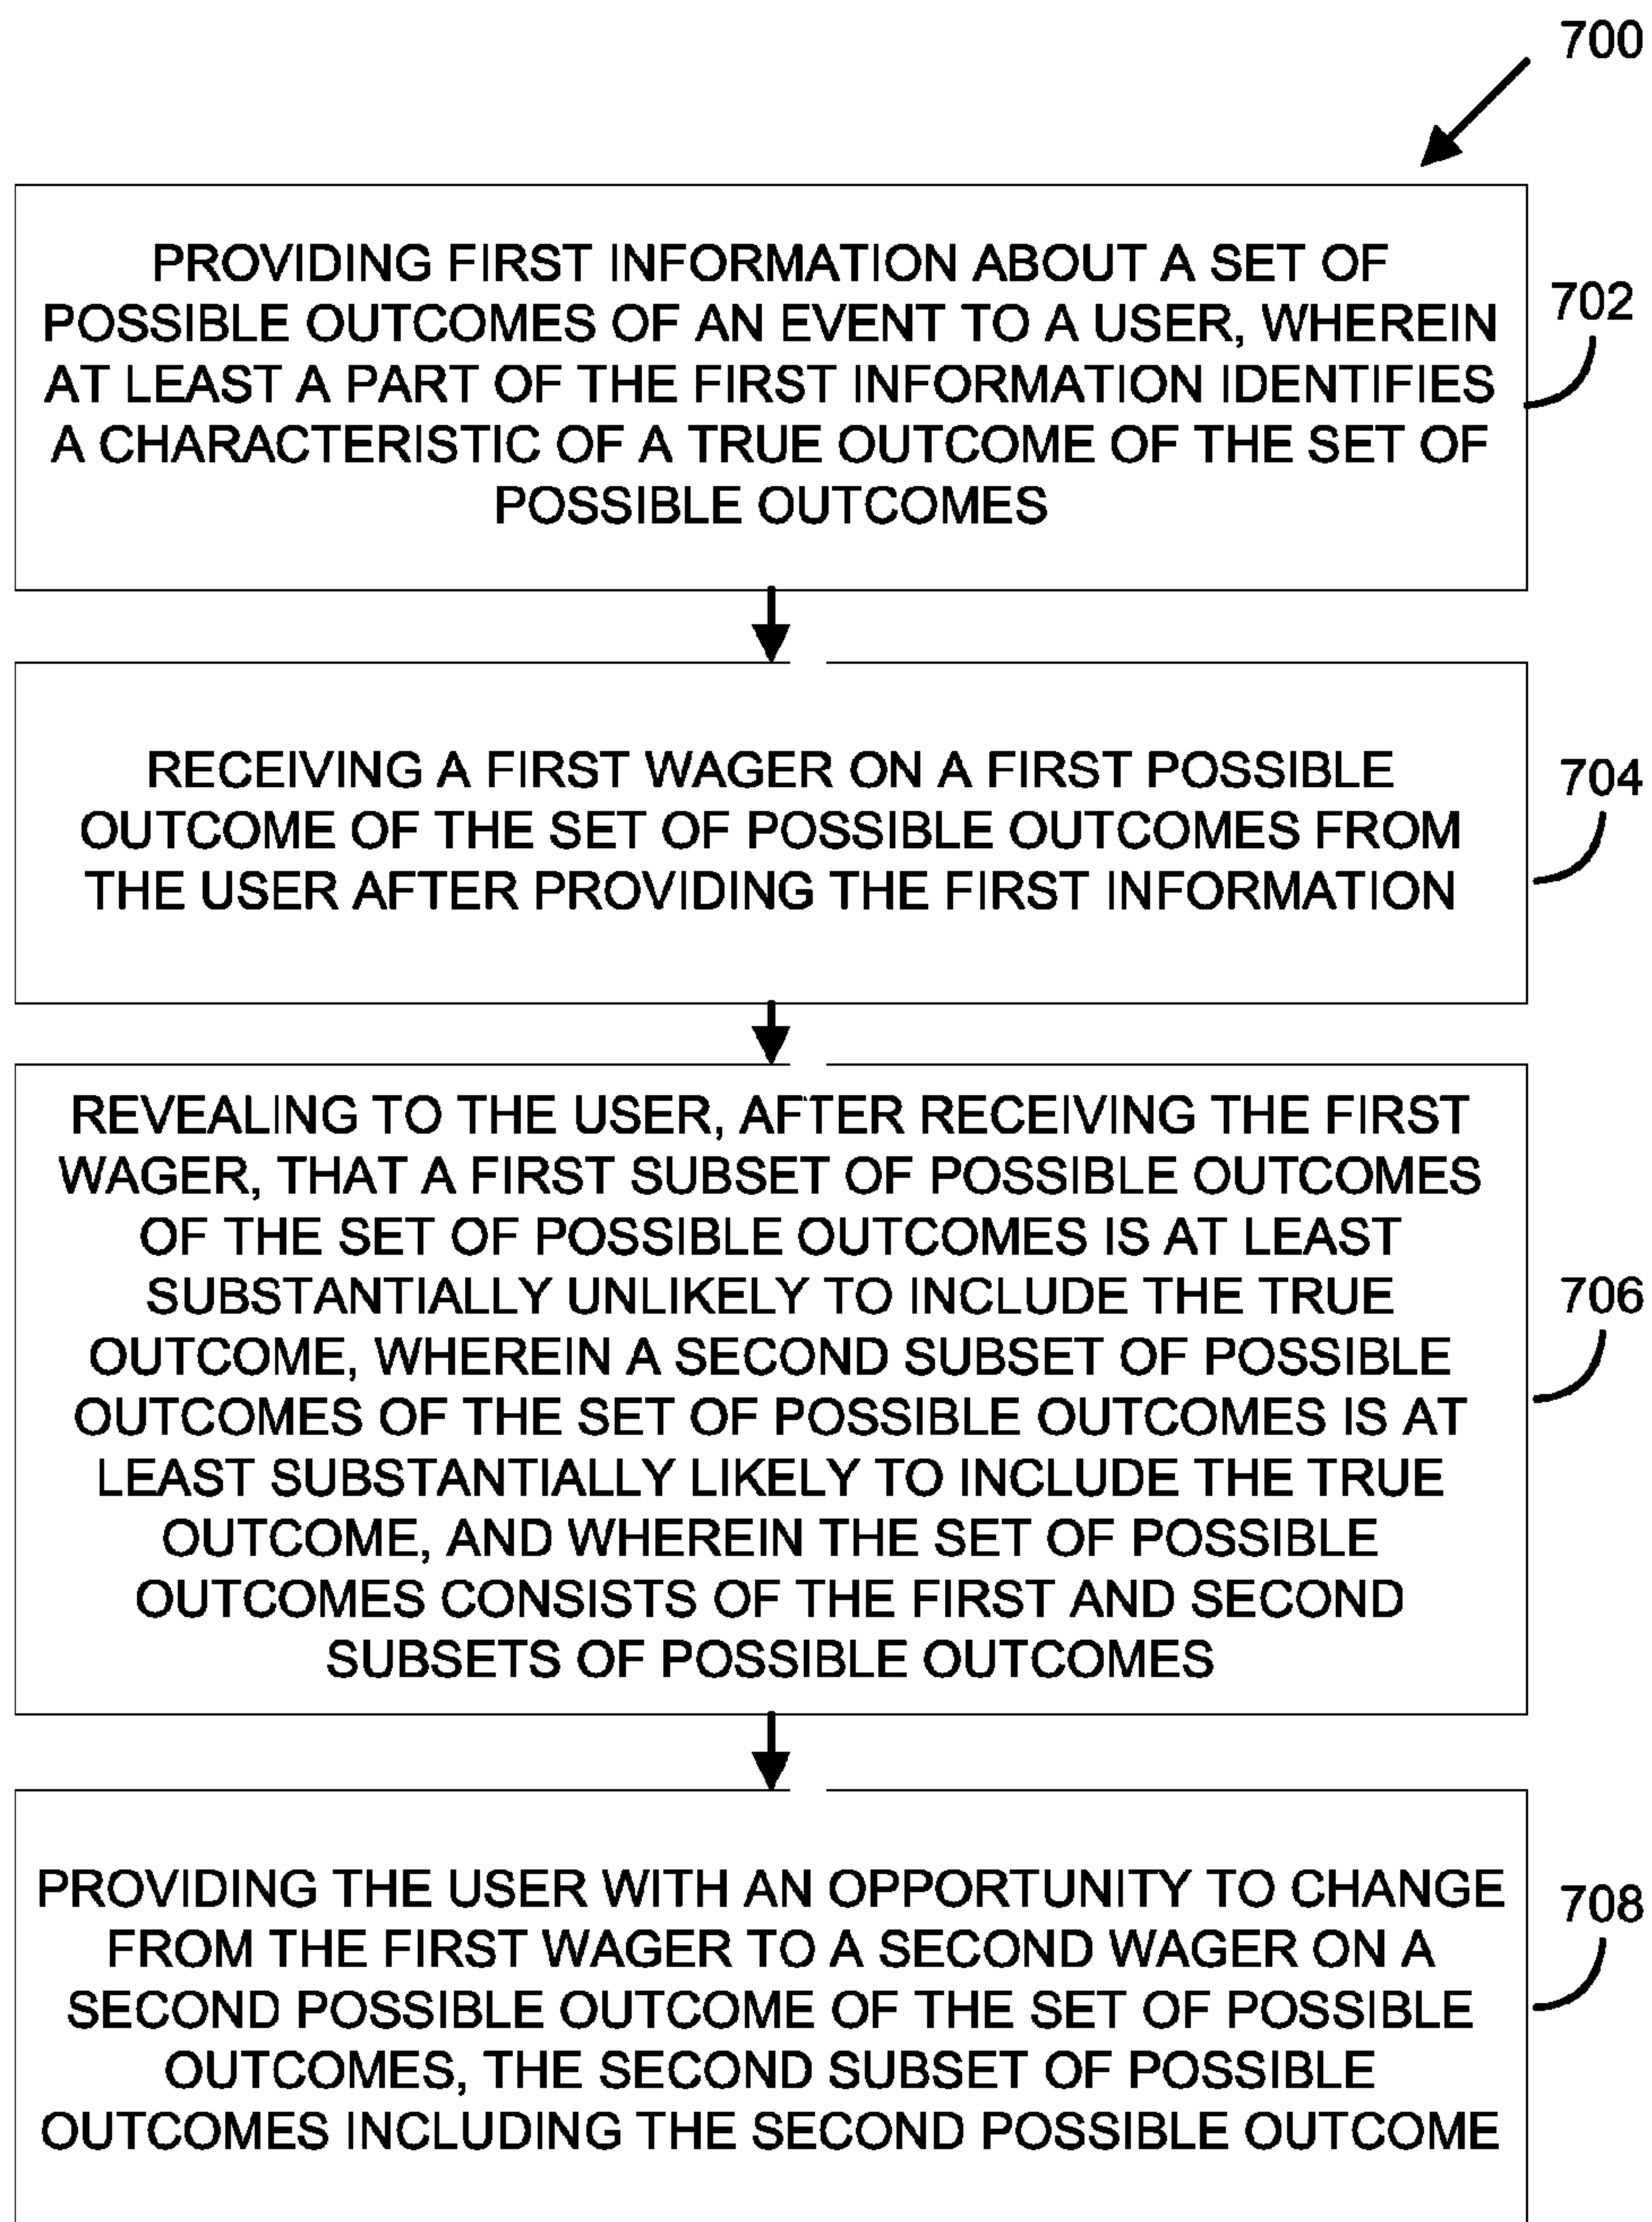 700
PROVIDING FIRST INFORMATION ABOUT A SET OF
POSSIBLE OUTCOMES OF AN EVENT TO A USER, WHEREIN
AT LEAST A PART OF THE FIRST INFORMATION IDENTIFIES
A CHARACTERISTIC OF A TRUE OUTCOME OF THE SET OF
POSSIBLE OUTCOMES
702
RECEIVING A FIRST WAGER ON A FIRST POSSIBLE
OUTCOME OF THE SET OF POSSIBLE OUTCOMES FROM
THE USER AFTER PROVIDING THE FIRST INFORMATION
704
REVEALING TO THE USER, AFTER RECEIVING THE FIRST
WAGER, THAT A FIRST SUBSET OF POSSIBLE OUTCOMES
OF THE SET OF POSSIBLE OUTCOMES IS AT LEAST
SUBSTANTIALLY UNLIKELY TO INCLUDE THE TRUE
OUTCOME, WHEREIN A SECOND SUBSET OF POSSIBLE
OUTCOMES OF THE SET OF POSSIBLE OUTCOMES IS AT
LEAST SUBSTANTIALLY LIKELY TO INCLUDE THE TRUE
OUTCOME, AND WHEREIN THE SET OF POSSIBLE
OUTCOMES CONSISTS OF THE FIRST AND SECOND
SUBSETS OF POSSIBLE OUTCOMES
706
PROVIDING THE USER WITH AN OPPORTUNITY TO CHANGE
FROM THE FIRST WAGER TO A SECOND WAGER ON A
SECOND POSSIBLE OUTCOME OF THE SET OF POSSIBLE
OUTCOMES, THE SECOND SUBSET OF POSSIBLE
OUTCOMES INCLUDING THE SECOND POSSIBLE OUTCOME
708